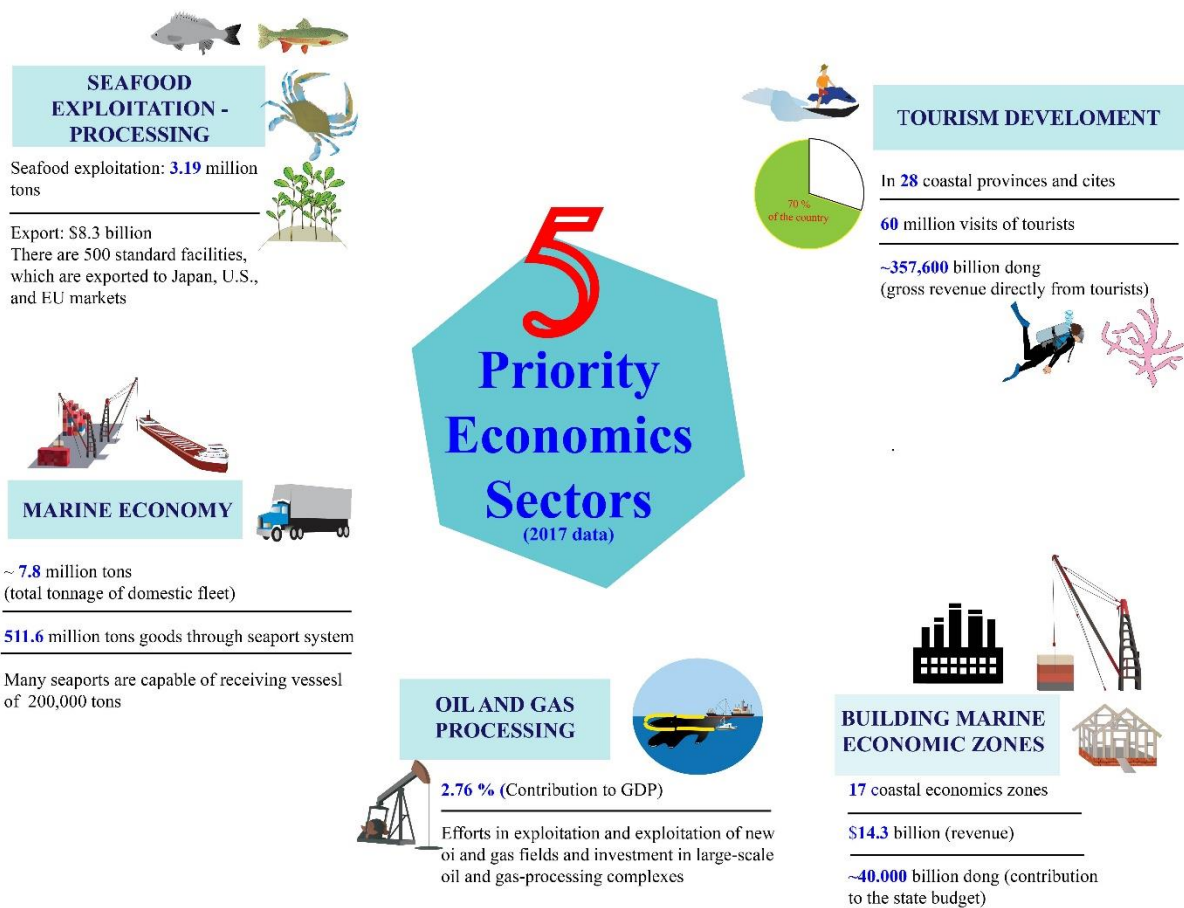 SEAFOOD
EXPLOITATION -
PROCESSING
Seafood exploitation: 3.19 million
tons
Export: $8.3 billion
There are 500 standard facilities,
which are exported to Japan, U.S.,
and EU markets
TOURISM DEVELOMENT
70 %
of the country
In 28 coastal provinces and cites
60 million visits of tourists
~357,600 billion dong
(gross revenue directly from tourists)
5
Priority
Economics
Sectors
(2017 data)
MARINE ECONOMY
~ 7.8 million tons
(total tonnage of domestic fleet)
511.6 million tons goods through seaport system
Many seaports are capable of receiving vessesl
of 200,000 tons
OIL AND GAS
PROCESSING
2.76 % (Contribution to GDP)
Efforts in exploitation and exploitation of new
oi and gas fields and investment in large-scale
oil and gas-processing complexes
BUILDING MARINE
ECONOMIC ZONES
17 coastal economics zones
$14.3 billion (revenue)
~40.000 billion dong (contribution
to the state budget)